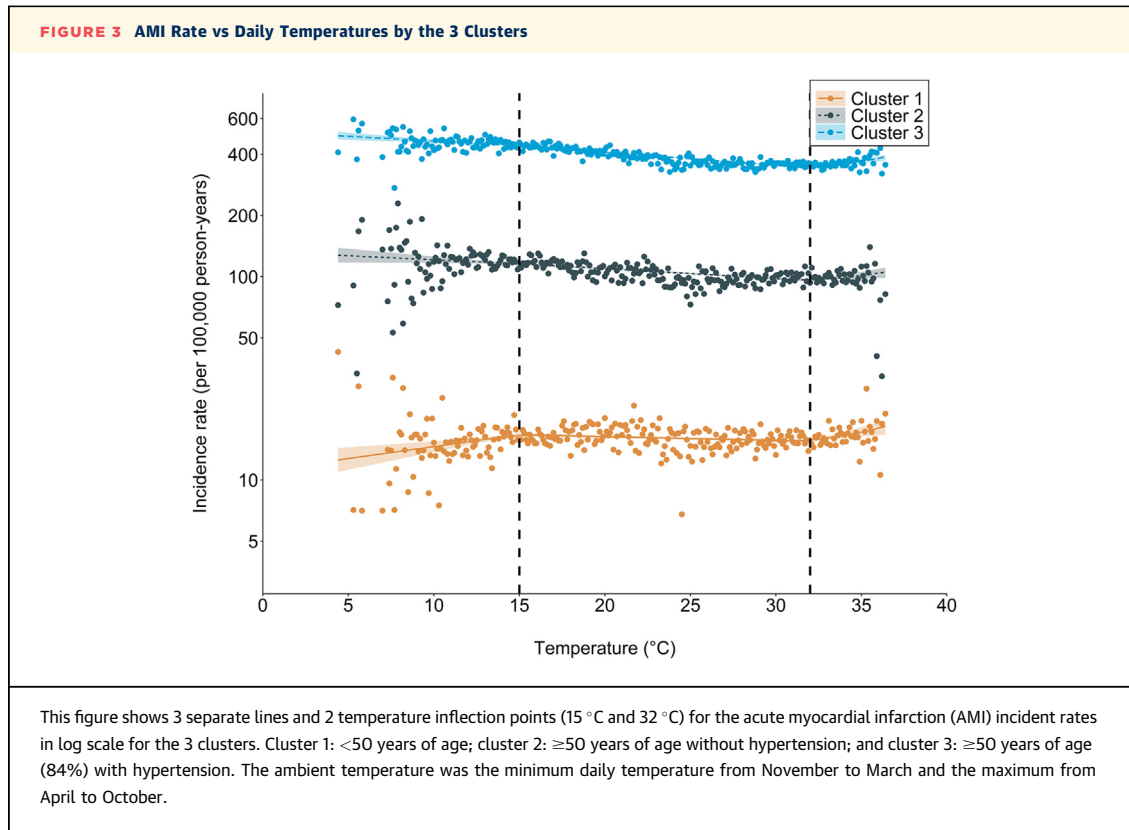 FIGURE 3 AMI Rate vs Daily Temperatures by the 3 Clusters
Cluster 1
Cluster 2
Cluster 3
600
400
200
100
50
10
5
Incidence rate (per 100,000 person-years)
0 5 10 15 20 25 30 35 40
Temperature (°C)
This figure shows 3 separate lines and 2 temperature inflection points (15 °C and 32 °C) for the acute myocardial infarction (AMI) incident rates
in log scale for the 3 clusters. Cluster 1: <50 years of age; cluster 2: ≥50 years of age without hypertension; and cluster 3: ≥50 years of age
(84%) with hypertension. The ambient temperature was the minimum daily temperature from November to March and the maximum from
April to October.